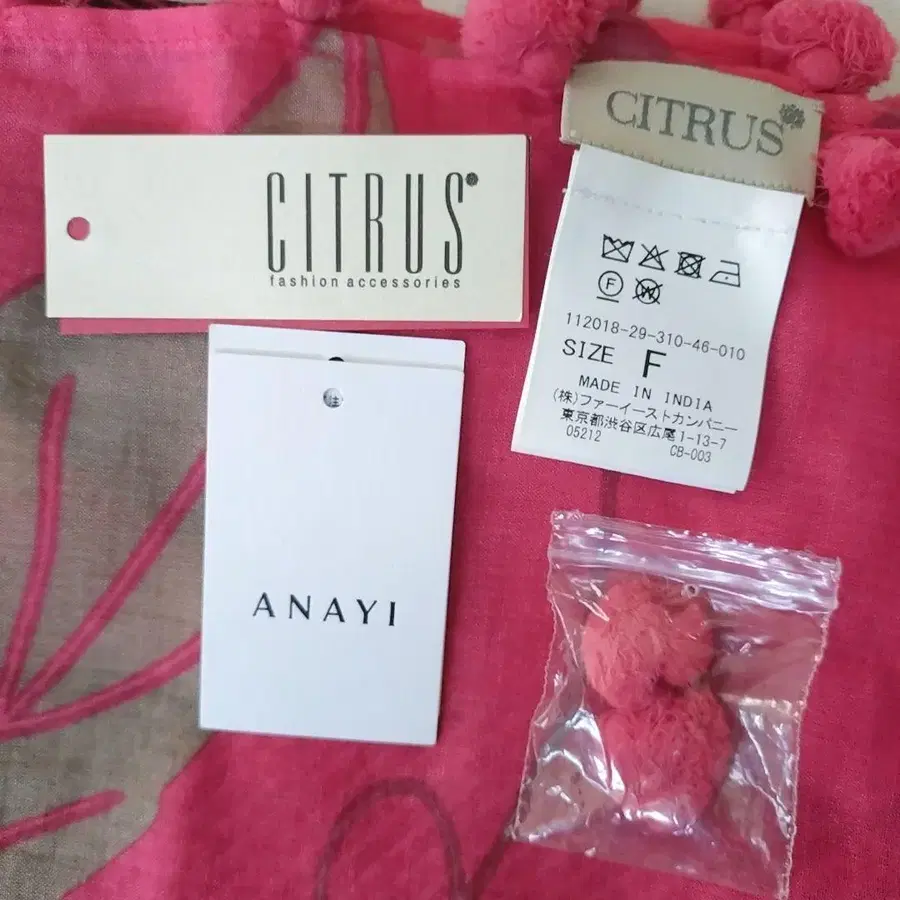 CITRUS
fashion accessories
CITRUS
F W
112018-29-310-46-010
SIZE F
MADE IN INDIA
(株)ファーイーストカンパニー
東京都渋谷区広尾1-13-7
05212
CB-003
ANAYI